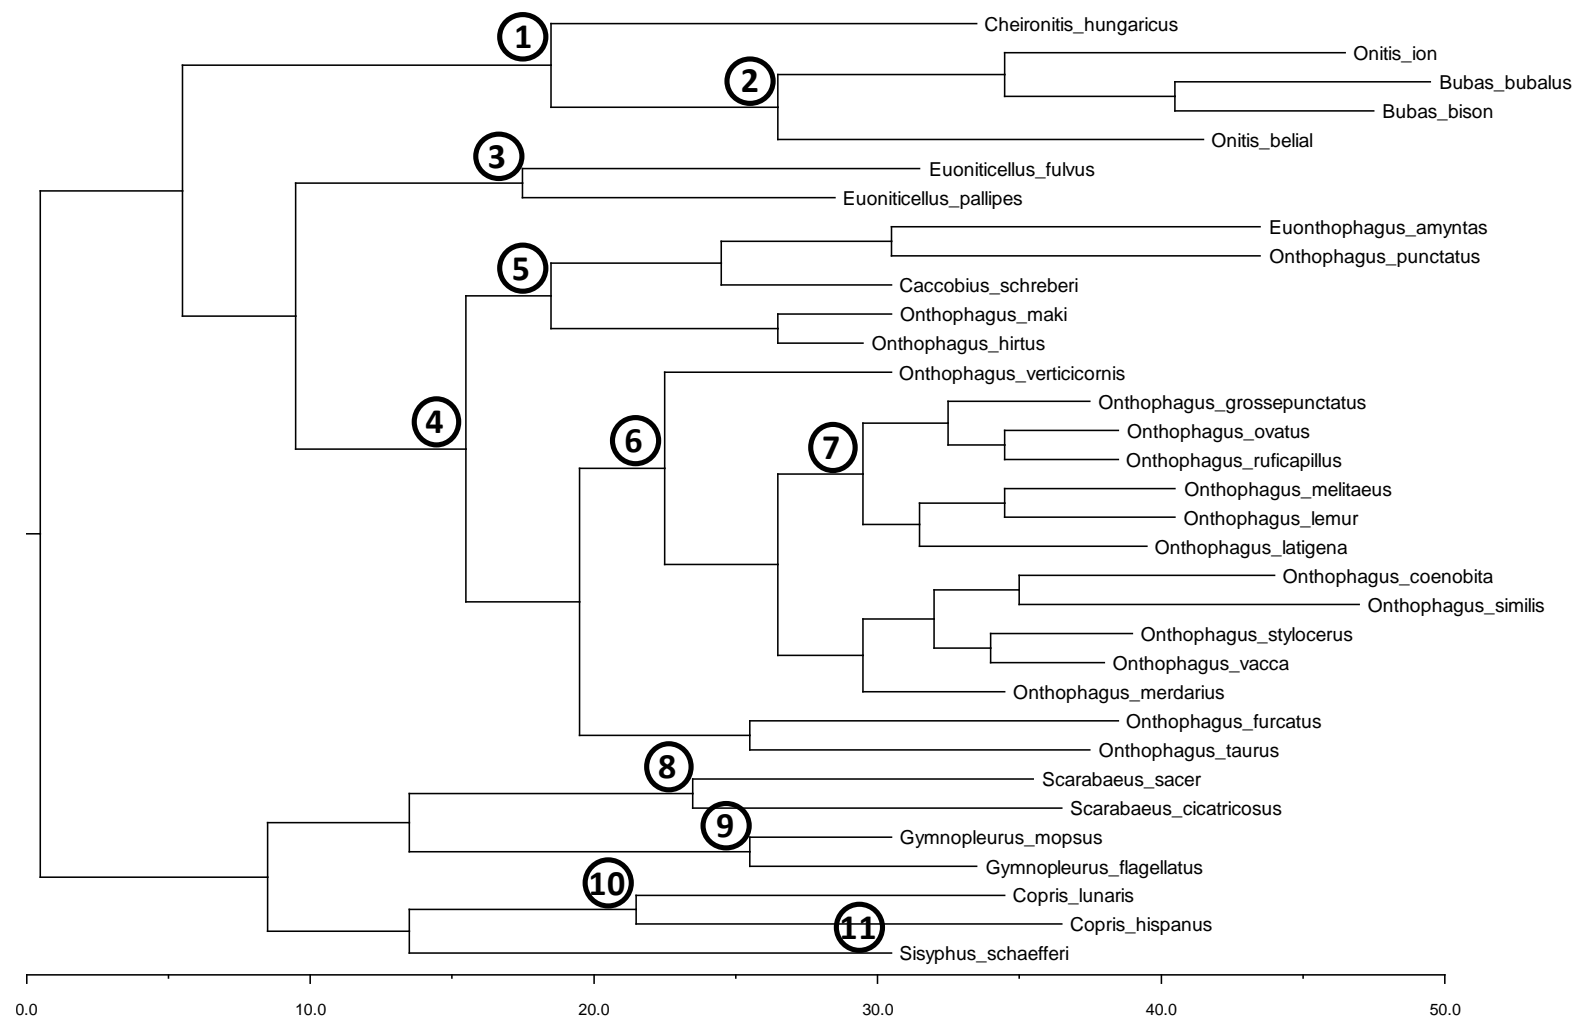 Cheironitis_hungaricus
1
Onitis_ion
2
Bubas_bubalus
Bubas_bison
Onitis_belial
3
Euoniticellus_fulvus
Euoniticellus_pallipes
Euonthophagus_amyntas
Onthophagus_punctatus
5
Caccobius_schreberi
Onthophagus_maki
Onthophagus_hirtus
Onthophagus_verticicornis
Onthophagus_grossepunctatus
4
Onthophagus_ovatus
6
7
Onthophagus_ruficapillus
Onthophagus_melitaeus
Onthophagus_lemur
Onthophagus_latigena
Onthophagus_coenobita
Onthophagus_similis
Onthophagus_stylocerus
Onthophagus_vacca
Onthophagus_merdarius
Onthophagus_furcatus
Onthophagus_taurus
8
Scarabaeus_sacer
Scarabaeus_cicatricosus
9
Gymnopleurus_mopsus
Gymnopleurus_flagellatus
10
Copris_lunaris
Copris_hispanus
11
Sisyphus_schaefferi
0.0 10.0 20.0 30.0 40.0 50.0